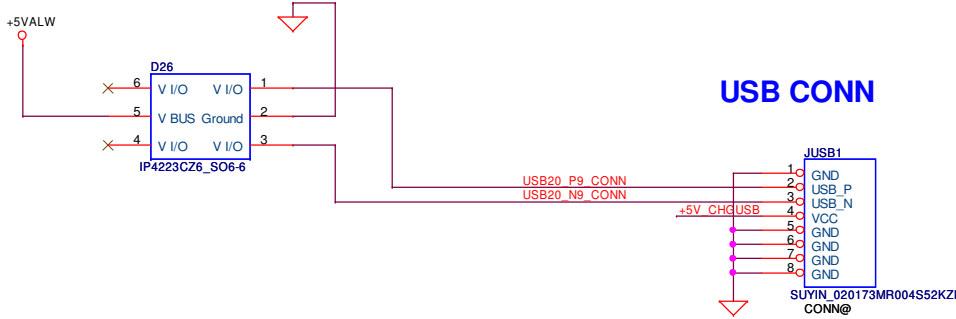 +5VALW
D26
6 V I/O V I/O 1
5 V BUS Ground 2
4 V I/O V I/O 3
IP4223CZ6_SO6-6
USB CONN
JUSB1
1 GND
USB20_P9_CONN 2 USB_P
USB20_N9_CONN 3 USB_N
+5V_CHGUSB 4 VCC
5 GND
6 GND
7 GND
8 GND
SUYIN_020173MR004S52KZ
CONN@